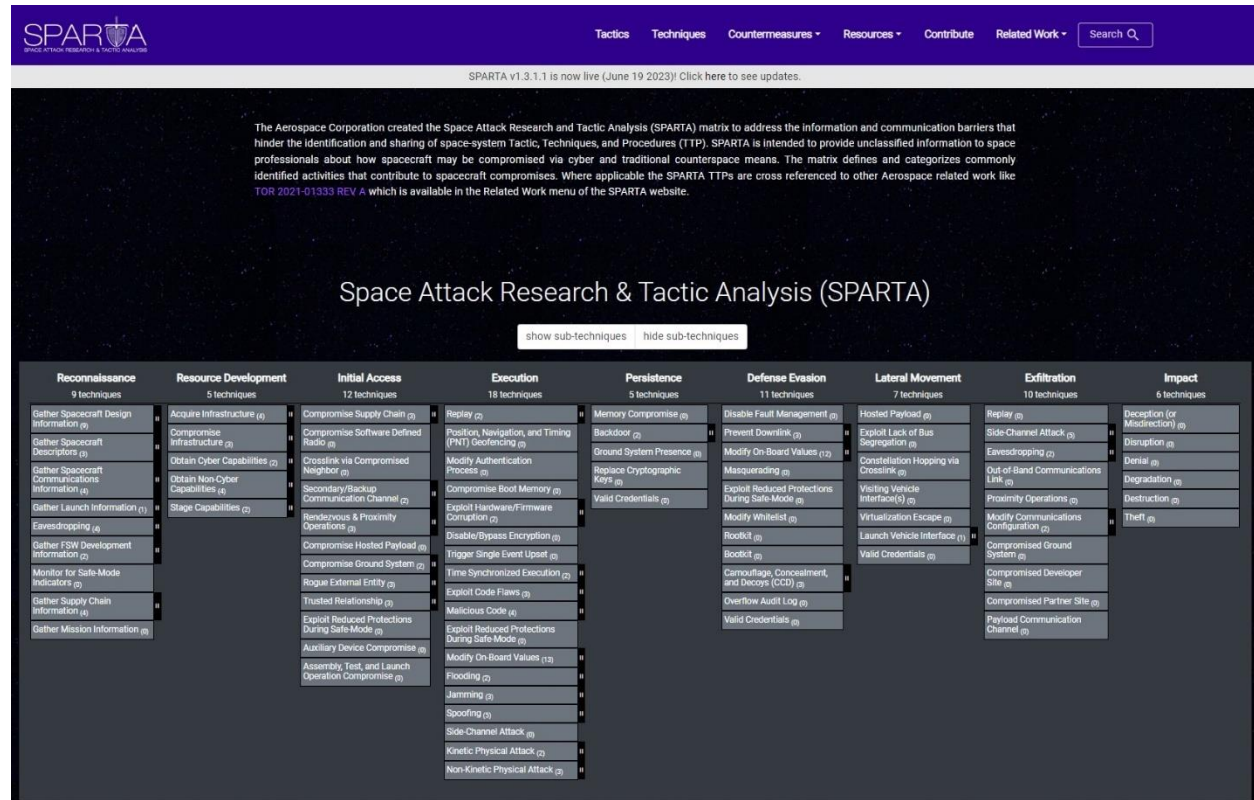 SPARTA
SPACE ATTACK RESEARCH & TACTIC ANALYSIS
Tactics Techniques Countermeasures Resources Contribute Related Work Search
SPARTA v1.3.1.1 is now live (June 19 2023)! Click here to see updates.
The Aerospace Corporation created the Space Attack Research and Tactic Analysis (SPARTA) matrix to address the information and communication barriers that
hinder the identification and sharing of space-system Tactic, Techniques, and Procedures (TTP). SPARTA is intended to provide unclassified information to space
professionals about how spacecraft may be compromised via cyber and traditional counterspace means. The matrix defines and categorizes commonly
identified activities that contribute to spacecraft compromises. Where applicable the SPARTA TTPs are cross referenced to other Aerospace related work like
TOR 2021-01333 REV A which is available in the Related Work menu of the SPARTA website.
Space Attack Research & Tactic Analysis (SPARTA)
show sub-techniques hide sub-techniques
Reconnaissance
9 techniques
Gather Spacecraft Design
Information (9)
Gather Spacecraft
Descriptors (3)
Gather Spacecraft
Communications
Information (4)
Gather Launch Information (1)
Eavesdropping (4)
Gather FSW Development
Information (2)
Monitor for Safe-Mode
Indicators (0)
Gather Supply Chain
Information (4)
Gather Mission Information (0)
Resource Development
5 techniques
Acquire Infrastructure (4)
Compromise
Infrastructure (3)
Obtain Cyber Capabilities (2)
Obtain Non-Cyber
Capabilities (4)
Stage Capabilities (2)
Initial Access
12 techniques
Compromise Supply Chain (3)
Compromise Software Defined
Radio (0)
Crosslink via Compromised
Neighbor (0)
Secondary/Backup
Communication Channel (2)
Rendezvous & Proximity
Operations (3)
Compromise Hosted Payload (0)
Compromise Ground System (2)
Rogue External Entity (3)
Trusted Relationship (3)
Exploit Reduced Protections
During Safe-Mode (0)
Auxiliary Device Compromise (0)
Assembly, Test, and Launch
Operation Compromise (0)
Execution
18 techniques
Replay (2)
Position, Navigation, and Timing
(PNT) Geofencing (0)
Modify Authentication
Process (0)
Compromise Boot Memory (0)
Exploit Hardware/Firmware
Corruption (2)
Disable/Bypass Encryption (0)
Trigger Single Event Upset (0)
Time Synchronized Execution (2)
Exploit Code Flaws (3)
Malicious Code (4)
Exploit Reduced Protections
During Safe-Mode (0)
Modify On-Board Values (13)
Flooding (2)
Jamming (3)
Spoofing (3)
Side-Channel Attack (0)
Kinetic Physical Attack (2)
Non-Kinetic Physical Attack (3)
Persistence
5 techniques
Memory Compromise (0)
Backdoor (2)
Ground System Presence (0)
Replace Cryptographic
Keys (0)
Valid Credentials (0)
Defense Evasion
11 techniques
Disable Fault Management (0)
Prevent Downlink (3)
Modify On-Board Values (12)
Masquerading (0)
Exploit Reduced Protections
During Safe-Mode (0)
Modify Whitelist (0)
Rootkit (0)
Bootkit (0)
Camouflage, Concealment,
and Decoys (CCD) (3)
Overflow Audit Log (0)
Valid Credentials (0)
Lateral Movement
7 techniques
Hosted Payload (0)
Exploit Lack of Bus
Segregation (0)
Constellation Hopping via
Crosslink (0)
Visiting Vehicle
Interface(s) (0)
Virtualization Escape (0)
Launch Vehicle Interface (1)
Valid Credentials (0)
Exfiltration
10 techniques
Replay (0)
Side-Channel Attack (5)
Eavesdropping (2)
Out-of-Band Communications
Link (0)
Proximity Operations (0)
Modify Communications
Configuration (2)
Compromised Ground
System (0)
Compromised Developer
Site (0)
Compromised Partner Site (0)
Payload Communication
Channel (0)
Impact
6 techniques
Deception (or
Misdirection) (0)
Disruption (0)
Denial (0)
Degradation (0)
Destruction (0)
Theft (0)